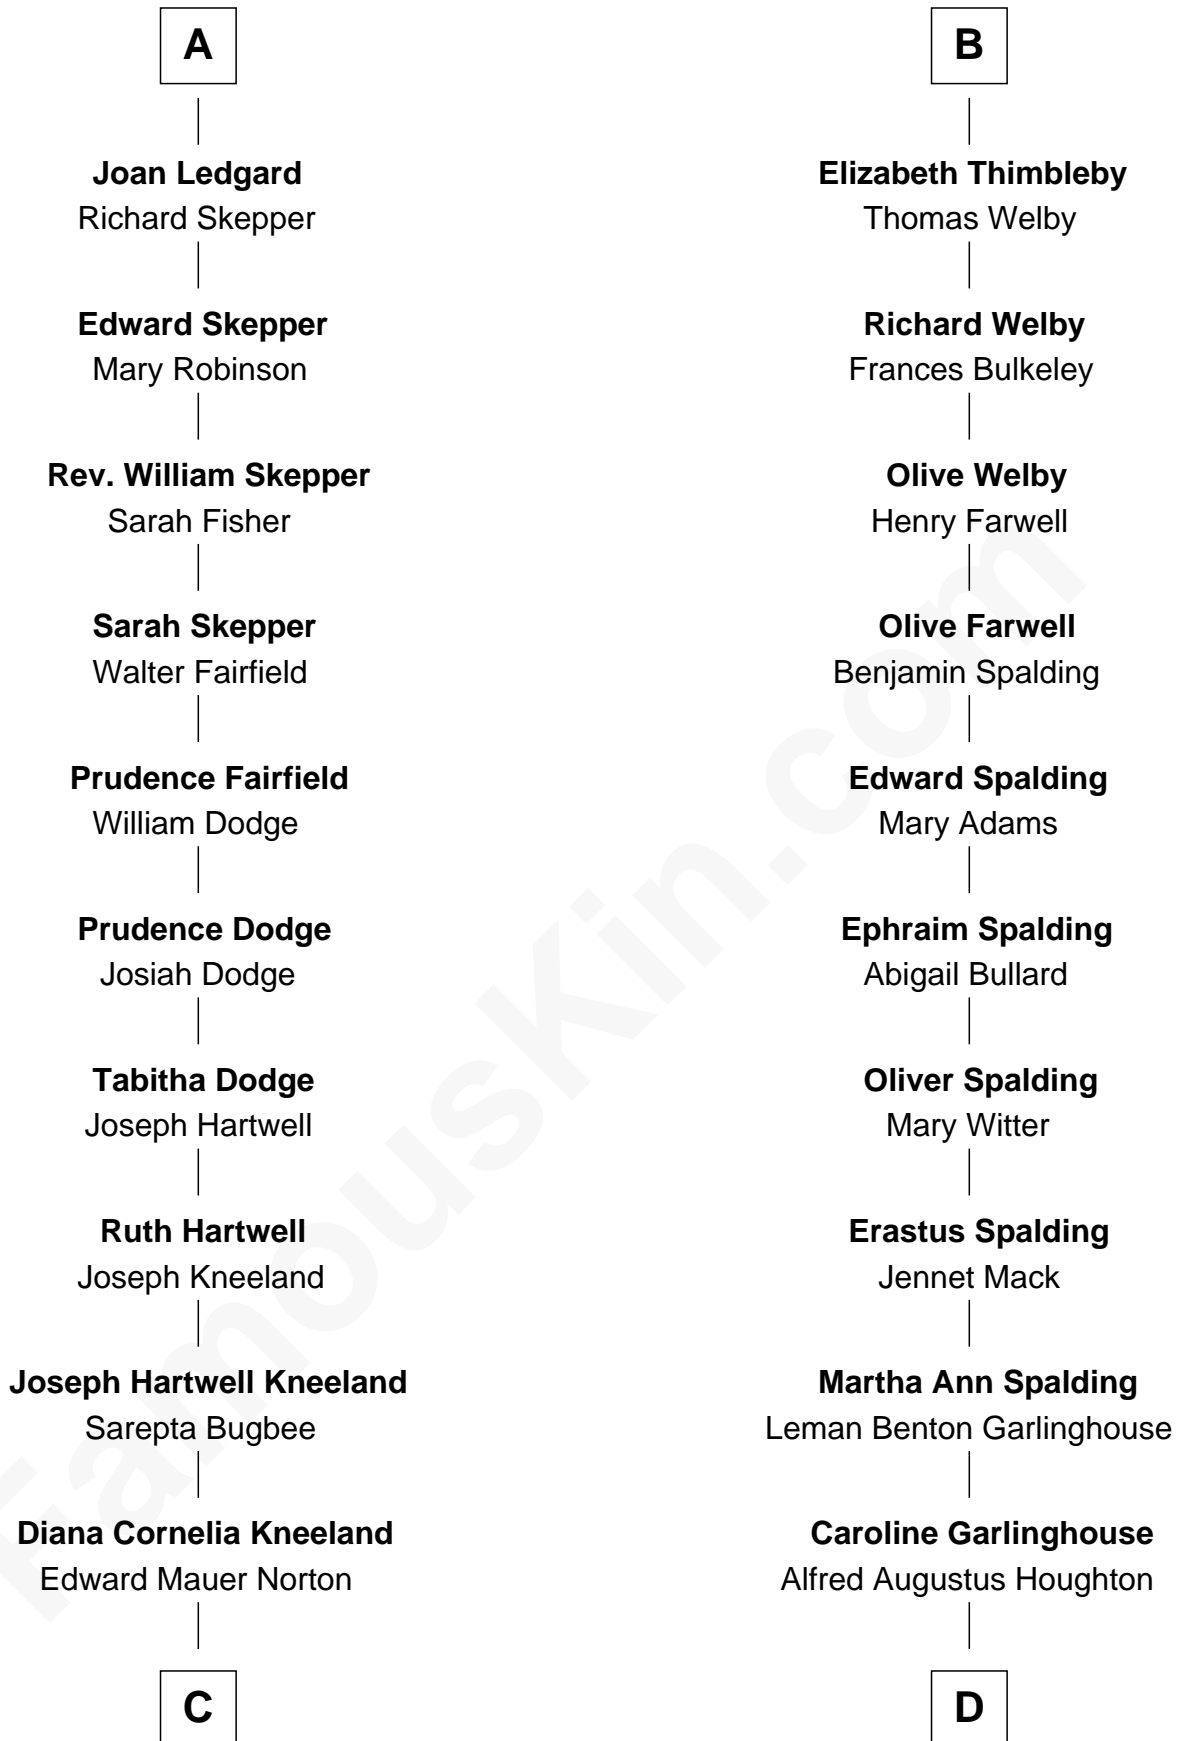 A
Joan Ledgard
Richard Skepper
Edward Skepper
Mary Robinson
Rev. William Skepper
Sarah Fisher
Sarah Skepper
Walter Fairfield
Prudence Fairfield
William Dodge
Prudence Dodge
Josiah Dodge
Tabitha Dodge
Joseph Hartwell
Ruth Hartwell
Joseph Kneeland
Joseph Hartwell Kneeland
Sarepta Bugbee
Diana Cornelia Kneeland
Edward Mauer Norton
C
B
Elizabeth Thimbleby
Thomas Welby
Richard Welby
Frances Bulkeley
Olive Welby
Henry Farwell
Olive Farwell
Benjamin Spalding
Edward Spalding
Mary Adams
Ephraim Spalding
Abigail Bullard
Oliver Spalding
Mary Witter
Erastus Spalding
Jennet Mack
Martha Ann Spalding
Leman Benton Garlinghouse
Caroline Garlinghouse
Alfred Augustus Houghton
D
FamousKin.com